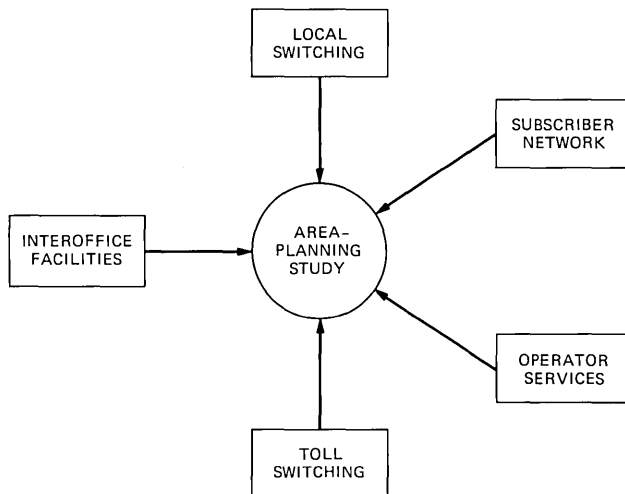 LOCAL
SWITCHING
SUBSCRIBER
NETWORK
AREA-
PLANNING
STUDY
INTEROFFICE
FACILITIES
OPERATOR
SERVICES
TOLL
SWITCHING